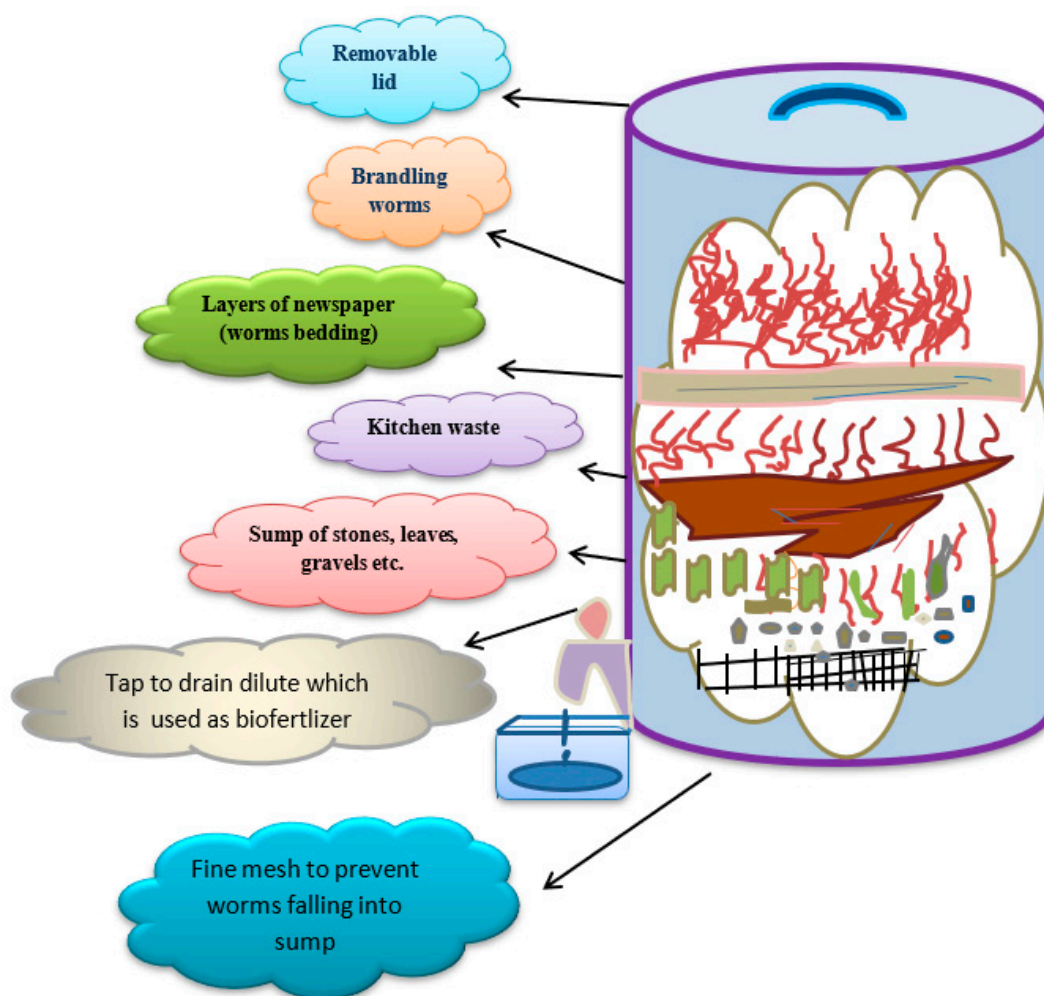 Removable
lid
Brandling
worms
Layers of newspaper
(worms bedding)
Kitchen waste
Sump of stones, leaves,
gravels etc.
Tap to drain dilute which
is used as biofertlizer
Fine mesh to prevent
worms falling into
sump